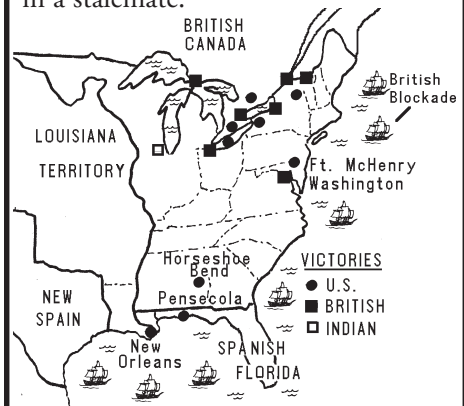 in a stalemate.
BRITISH
CANADA
British
Blockade
LOUISIANA
TERRITORY
Ft. McHenry
Washington
Horseshoe
Bend
Pensecola
VICTORIES
U.S.
BRITISH
INDIAN
NEW
SPAIN
New
Orleans
SPANISH
FLORIDA